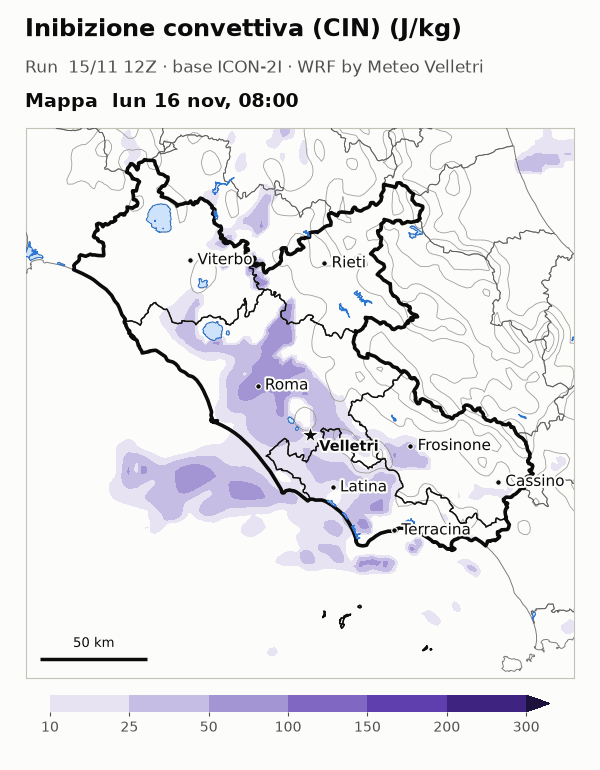 Inibizione convettiva (CIN) (J/kg)
Run  15/11 12Z · base ICON-2I · WRF by Meteo Velletri
Mappa  lun 16 nov, 08:00
Viterbo
Rieti
Roma
Velletri
Frosinone
Latina
Cassino
Terracina
50 km
10 25 50 100 150 200 300